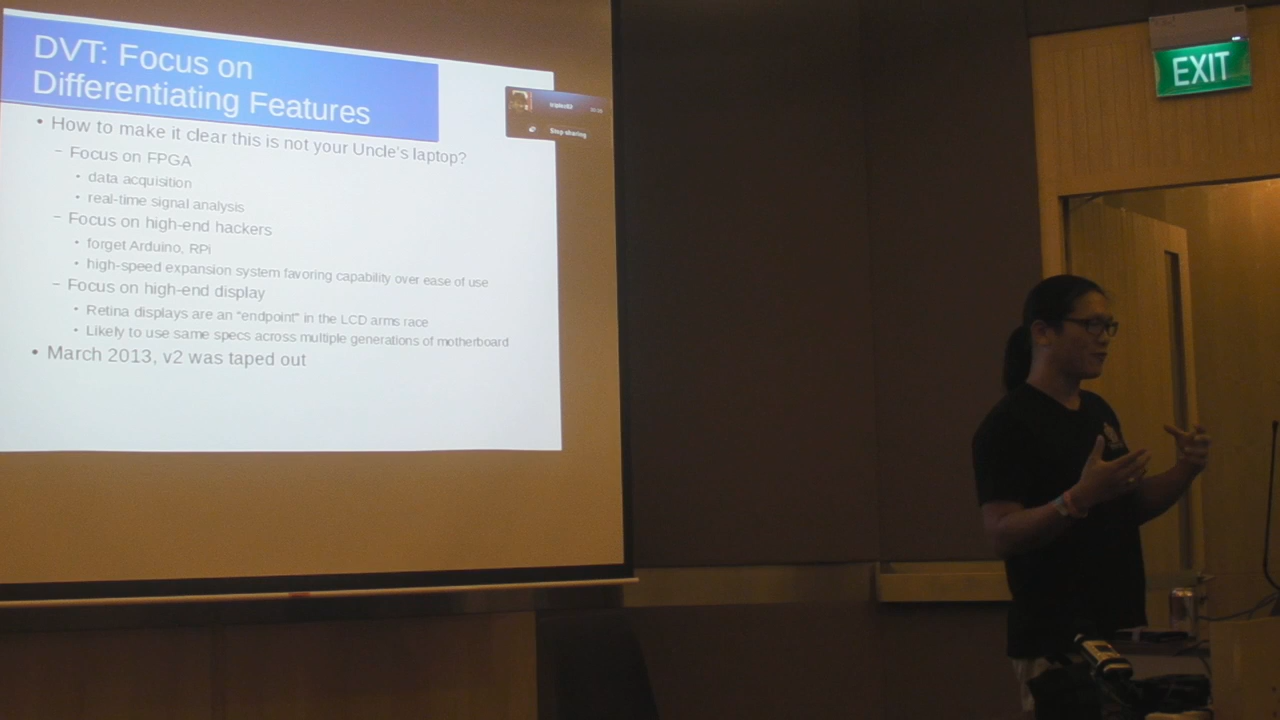 DVT: Focus on
Differentiating Features
• How to make it clear this is not your Uncle's laptop?
– Focus on FPGA
• data acquisition
• real-time signal analysis
– Focus on high-end hackers
• forget Arduino, RPi
• high-speed expansion system favoring capability over ease of use
– Focus on high-end display
• Retina displays are an "endpoint" in the LCD arms race
• Likely to use same specs across multiple generations of motherboard
• March 2013, v2 was taped out
Stop sharing
EXIT